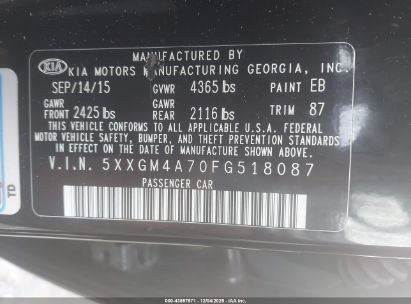 MANUFACTURED BY
KIA KIA MOTORS MANUFACTURING GEORGIA, INC.
SEP/14/15 GVWR 4365 lbs PAINT EB
GAWR GAWR
FRONT 2425 lbs REAR 2116 lbs TRIM 87
THIS VEHICLE CONFORMS TO ALL APPLICABLE U.S. FEDERAL
MOTOR VEHICLE SAFETY, BUMPER, AND THEFT PREVENTION STANDARDS
IN EFFECT ON THE DATE OF MANUFACTURE SHOWN ABOVE.
V.I.N. 5XXGM4A70FG518087
PASSENGER CAR
TD